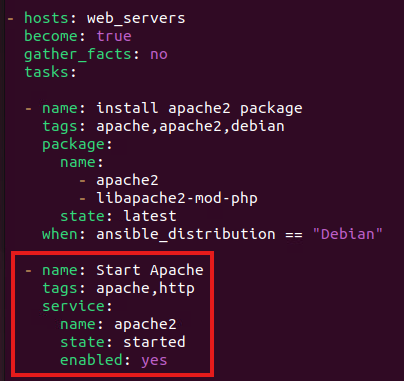 - hosts: web_servers
  become: true
  gather_facts: no
  tasks:
  - name: install apache2 package
    tags: apache,apache2,debian
    package:
      name:
        - apache2
        - libapache2-mod-php
      state: latest
    when: ansible_distribution == "Debian"
  - name: Start Apache
    tags: apache,http
    service:
      name: apache2
      state: started
      enabled: yes